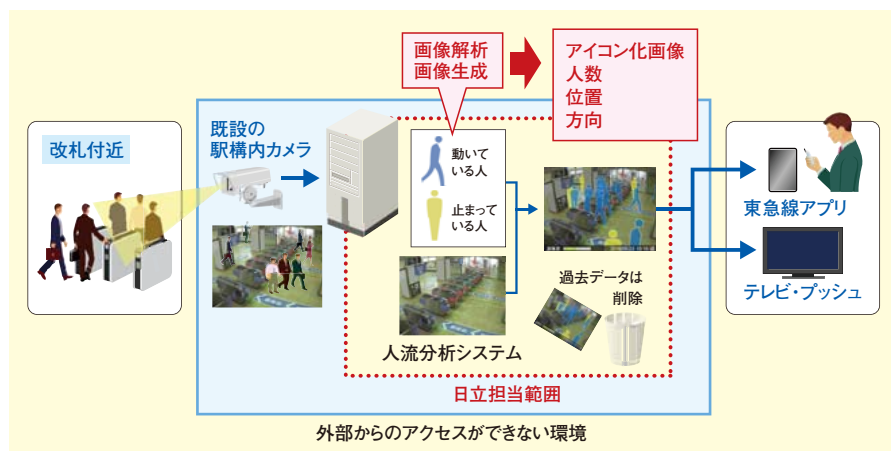 画像解析
画像生成
アイコン化画像
人数
位置
方向
改札付近
既設の
駅構内カメラ
動いて
いる人
止まって
いる人
過去データは
削除
人流分析システム
日立担当範囲
外部からのアクセスができない環境
東急線アプリ
テレビ・プッシュ